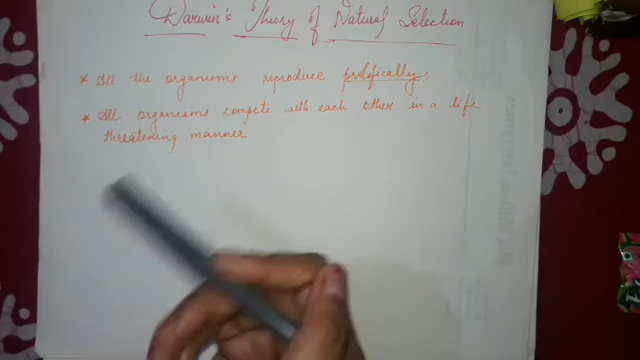 Darwin's Theory of Natural Selection
* All the organisms reproduce prolifically.
* All organisms compete with each other in a life
threatening manner